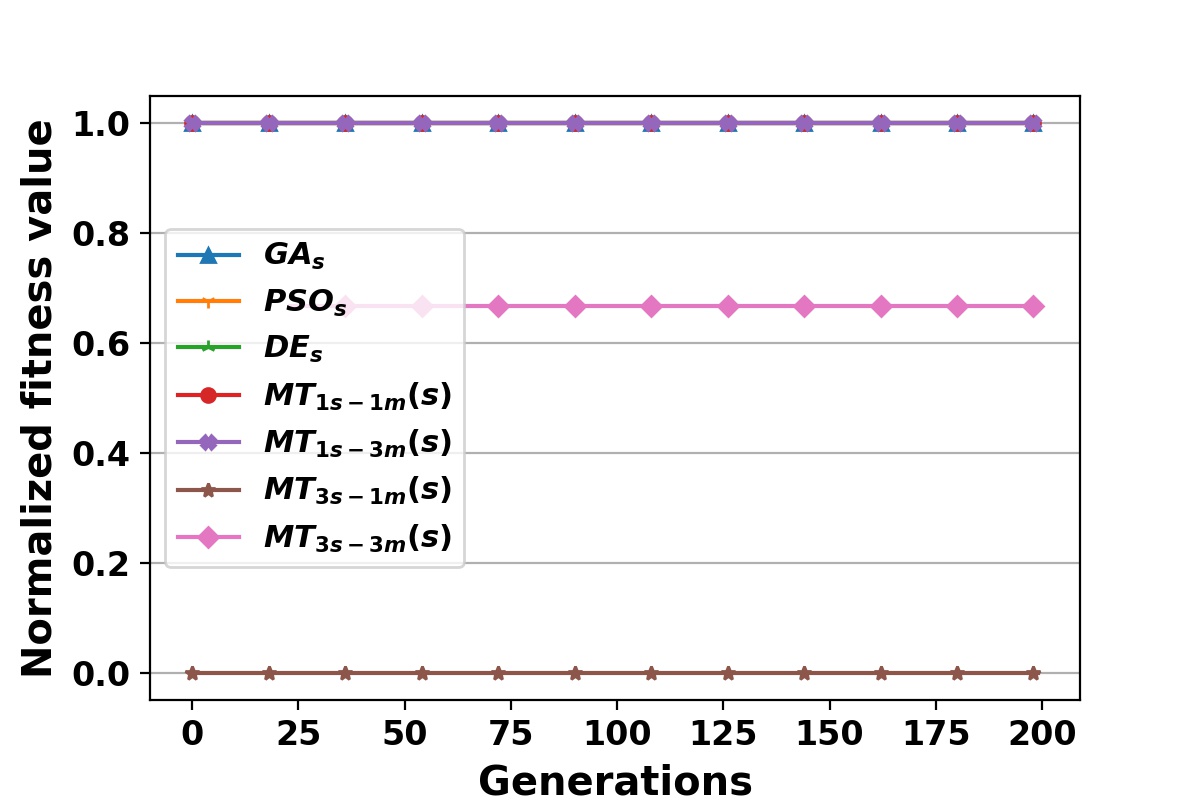 Normalized fitness value
1.0
0.8
0.6
0.4
0.2
0.0
GAs
PSOs
DEs
MT1s−1m(s)
MT1s−3m(s)
MT3s−1m(s)
MT3s−3m(s)
0 25 50 75 100 125 150 175 200
Generations